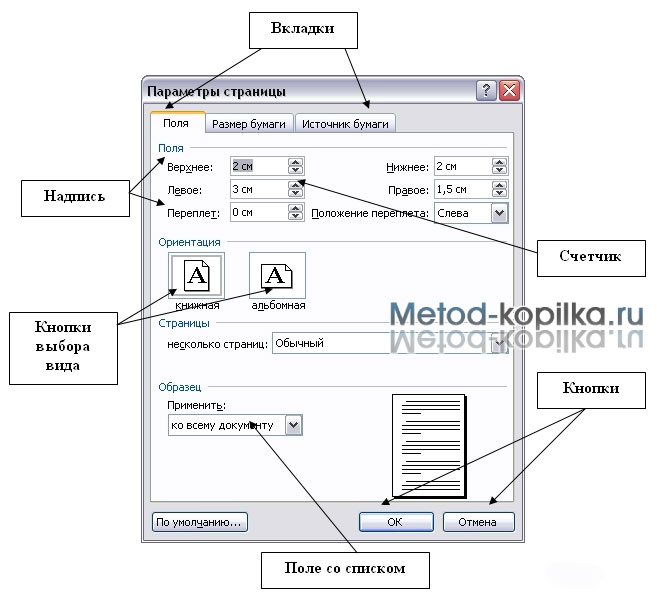 Вкладки
Параметры страницы
Поля
Размер бумаги
Источник бумаги
Поля
Верхнее:
2 см
Нижнее:
2 см
Надпись
Левое:
3 см
Правое:
1,5 см
Переплет:
0 см
Положение переплета:
Слева
Счетчик
Ориентация
книжная
альбомная
Metod-kopilka.ru
Кнопки
выбора
вида
Страницы
несколько страниц:
Обычный
Образец
Применить:
ко всему документу
Кнопки
По умолчанию...
ОК
Отмена
Поле со списком